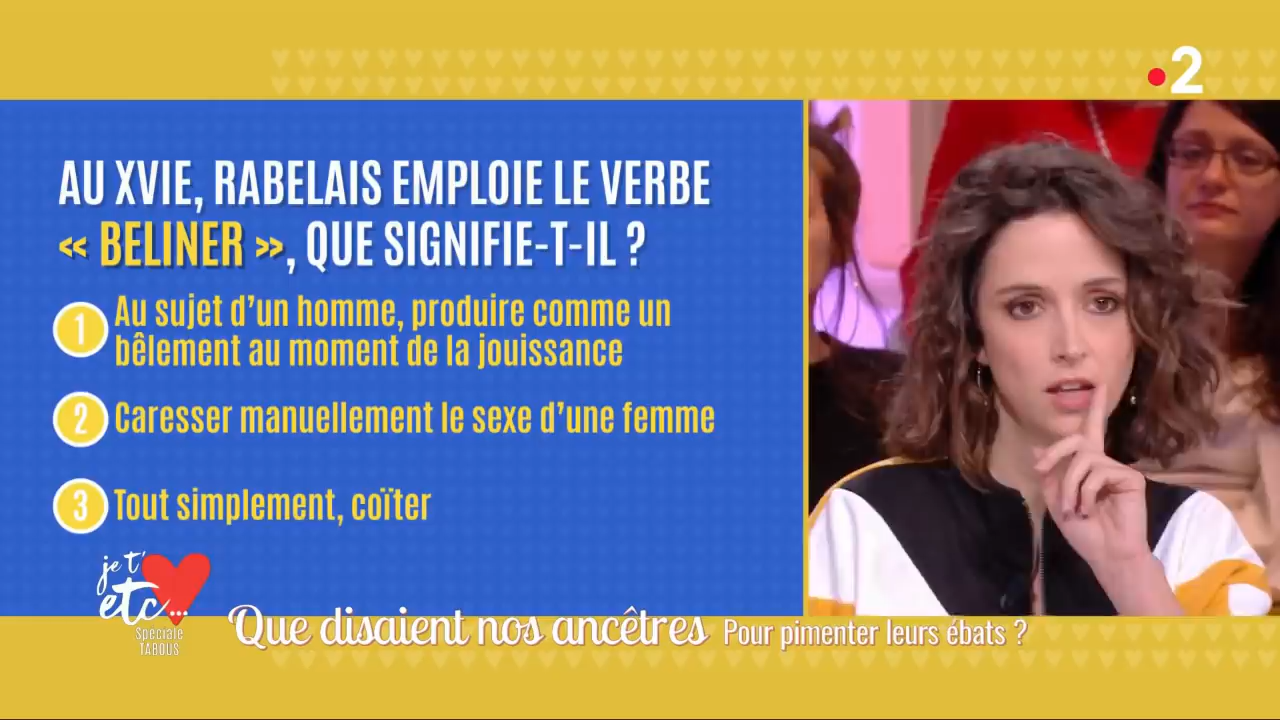 2
AU XVIE, RABELAIS EMPLOIE LE VERBE
« BELINER », QUE SIGNIFIE-T-IL ?
1 Au sujet d'un homme, produire comme un
bêlement au moment de la jouissance
2 Caresser manuellement le sexe d'une femme
3 Tout simplement, coïter
je t'
etc...
Spéciale
TABOUS
Que disaient nos ancêtres Pour pimenter leurs ébats ?